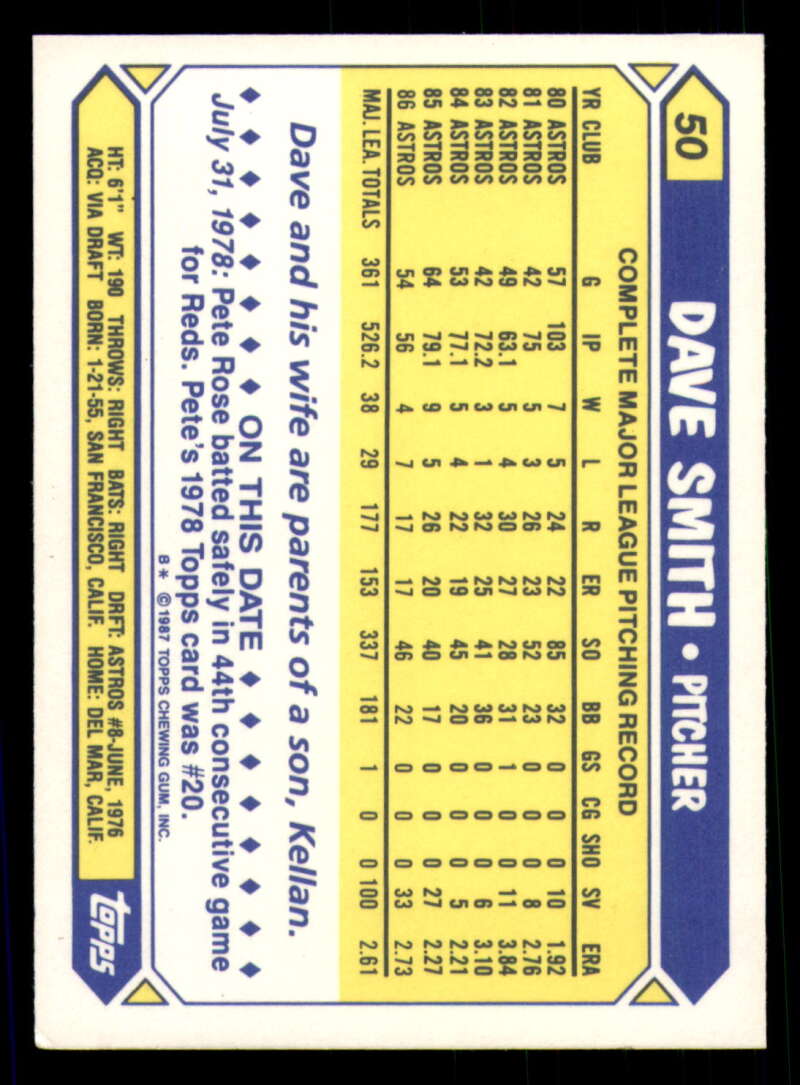 50 DAVE SMITH • PITCHER
COMPLETE MAJOR LEAGUE PITCHING RECORD
YR CLUB G IP W L R ER SO BB GS CG SHO SV ERA
80 ASTROS 57 103 7 5 24 22 85 32 0 0 0 10 1.92
81 ASTROS 42 75 5 3 26 23 52 23 0 0 0 8 2.76
82 ASTROS 49 63.1 5 4 30 27 28 31 1 0 0 11 3.84
83 ASTROS 42 72.2 3 1 32 25 41 36 0 0 0 6 3.10
84 ASTROS 53 77.1 5 4 22 19 45 20 0 0 0 5 2.21
85 ASTROS 64 79.1 9 5 26 20 40 17 0 0 0 27 2.27
86 ASTROS 54 56 4 7 17 17 46 22 0 0 0 33 2.73
MAJ. LEA. TOTALS 361 526.2 38 29 177 153 337 181 1 0 0 100 2.61
Dave and his wife are parents of a son, Kellan.
ON THIS DATE
July 31, 1978: Pete Rose batted safely in 44th consecutive game
for Reds. Pete's 1978 Topps card was #20.
B* ©1987 TOPPS CHEWING GUM, INC.
HT: 6'1" WT: 190 THROWS: RIGHT BATS: RIGHT DRFT: ASTROS #8-JUNE, 1976
ACQ: VIA DRAFT BORN: 1-21-55, SAN FRANCISCO, CALIF. HOME: DEL MAR, CALIF.
topps